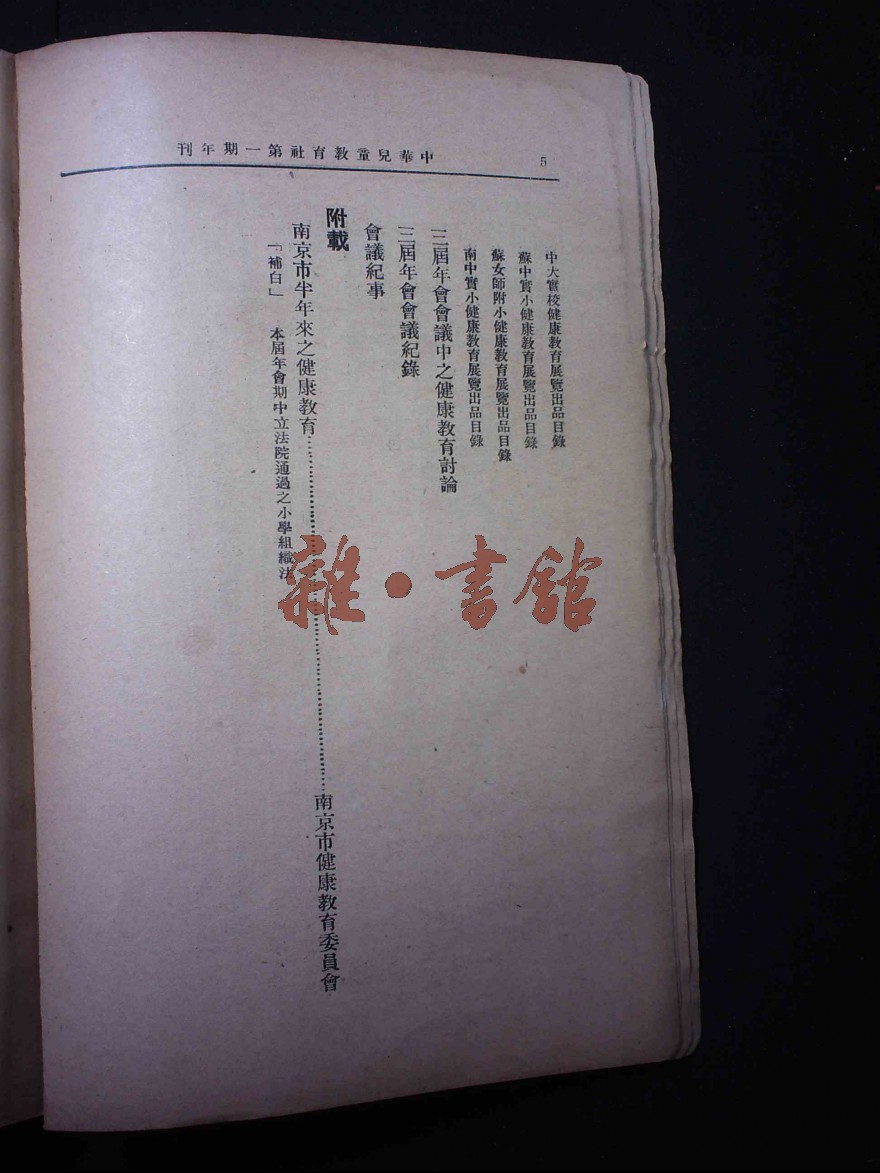 中華兒童教育社第一期年刊
5
中大實校健康教育展覽出品目錄
蘇中實小健康教育展覽出品目錄
蘇女師附小健康教育展覽出品目錄
南中實小健康教育展覽出品目錄
三屆年會會議中之健康教育討論
三屆年會會議紀錄
會議紀事
附載
南京市半年來之健康教育……………………南京市健康教育委員會
「補白」 本屆年會期中立法院通過之小學組織法
雜·書館